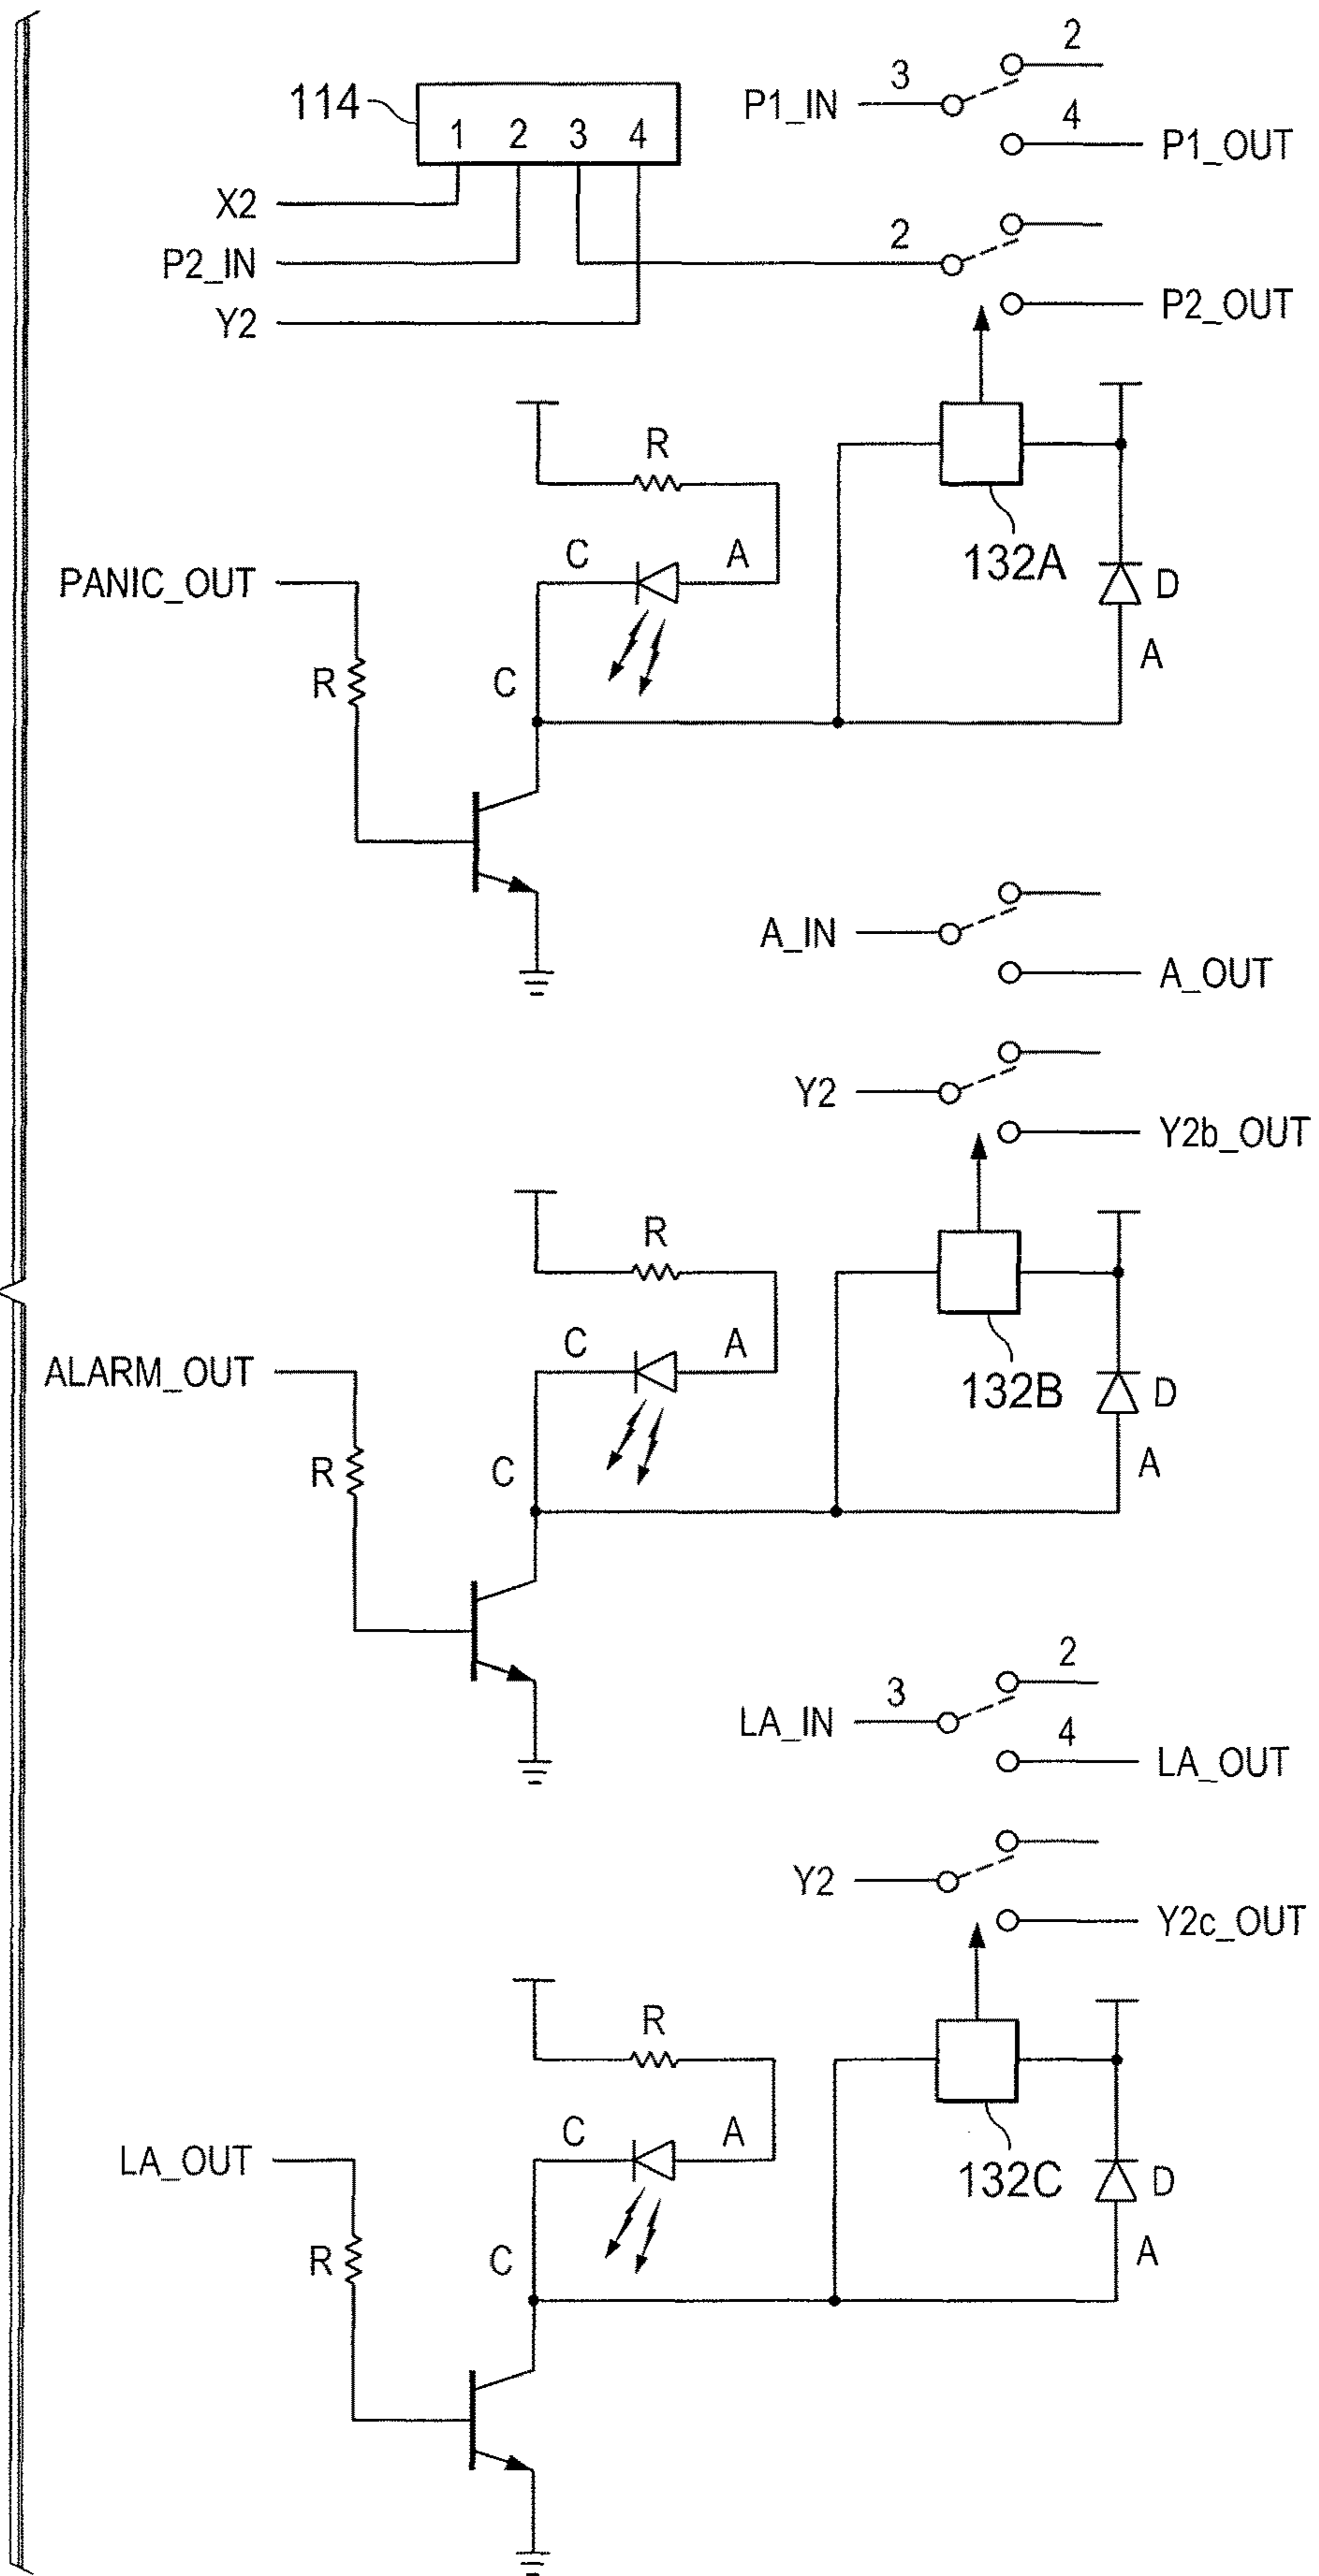 2
3
P1_IN
114
1 2 3 4
4
P1_OUT
X2
P2_IN
2
Y2
P2_OUT
R
132A
C A
PANIC_OUT
D
R
C
A
A_IN
A_OUT
Y2
Y2b_OUT
R
C A
132B
ALARM_OUT
D
R
C
A
2
3
LA_IN
4
LA_OUT
Y2
Y2c_OUT
R
C A
132C
LA_OUT
D
R
C
A